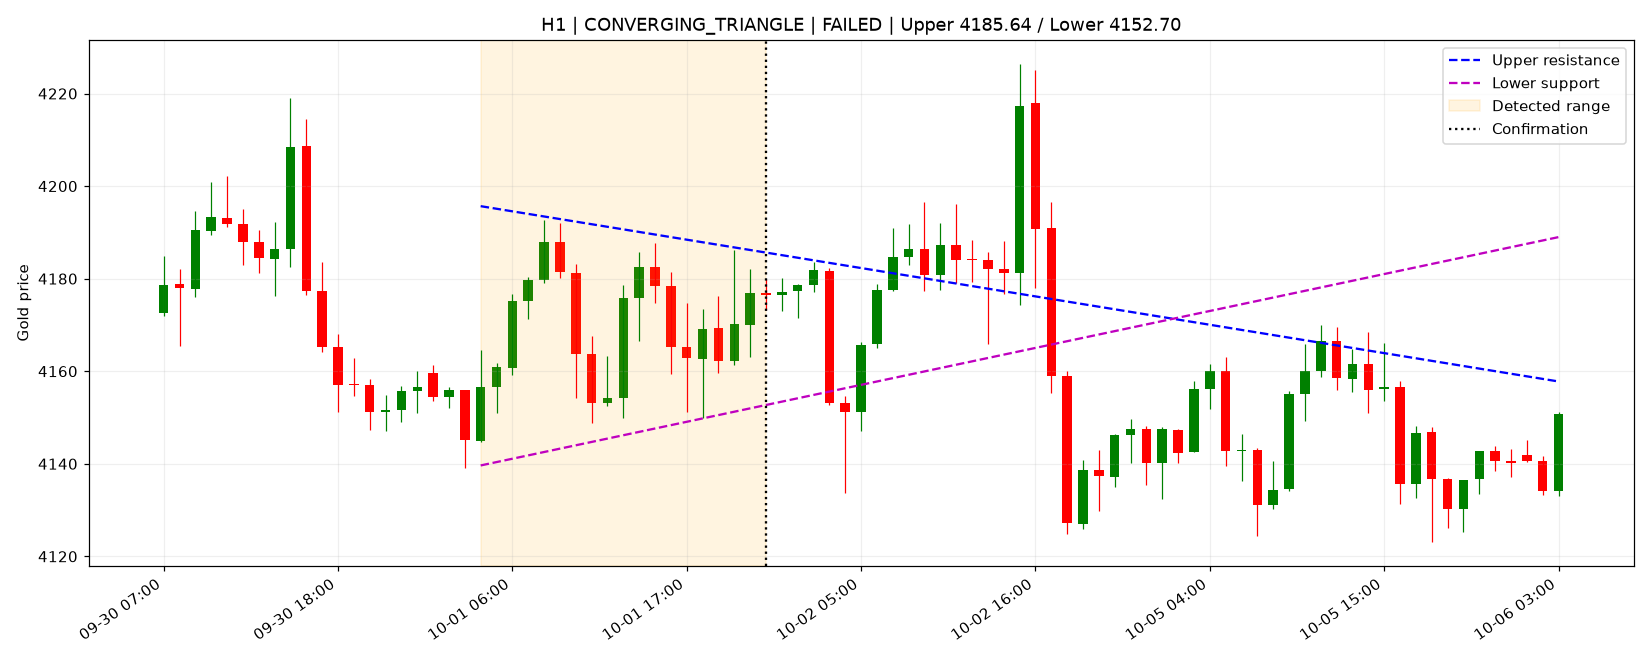 H1 | CONVERGING_TRIANGLE | FAILED | Upper 4185.64 / Lower 4152.70
Upper resistance
Lower support
Detected range
Confirmation
Gold price
4220
4200
4180
4160
4140
4120
09-30 07:00
09-30 18:00
10-01 06:00
10-01 17:00
10-02 05:00
10-02 16:00
10-05 04:00
10-05 15:00
10-06 03:00